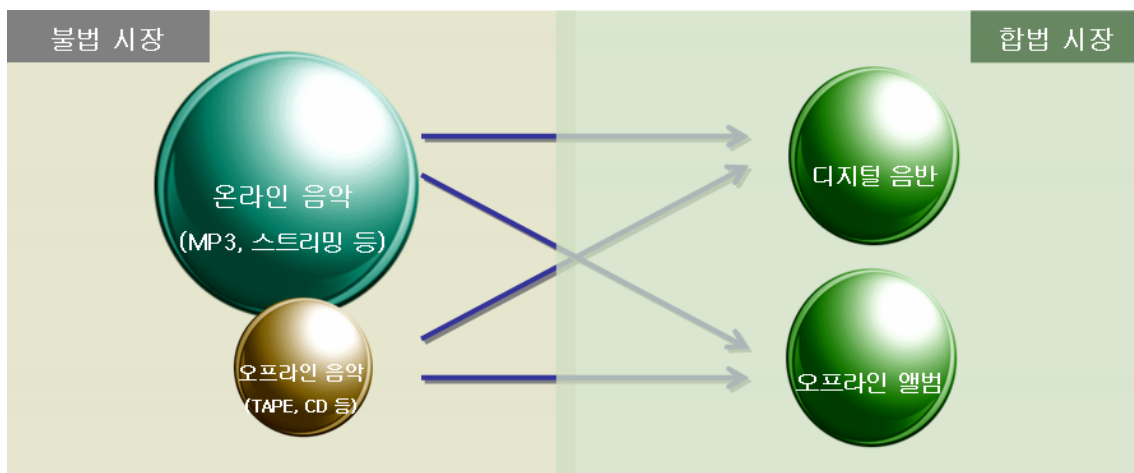 불법 시장
합법 시장
온라인 음악
(MP3, 스트리밍 등)
디지털 음반
오프라인 음악
(TAPE, CD 등)
오프라인 앨범